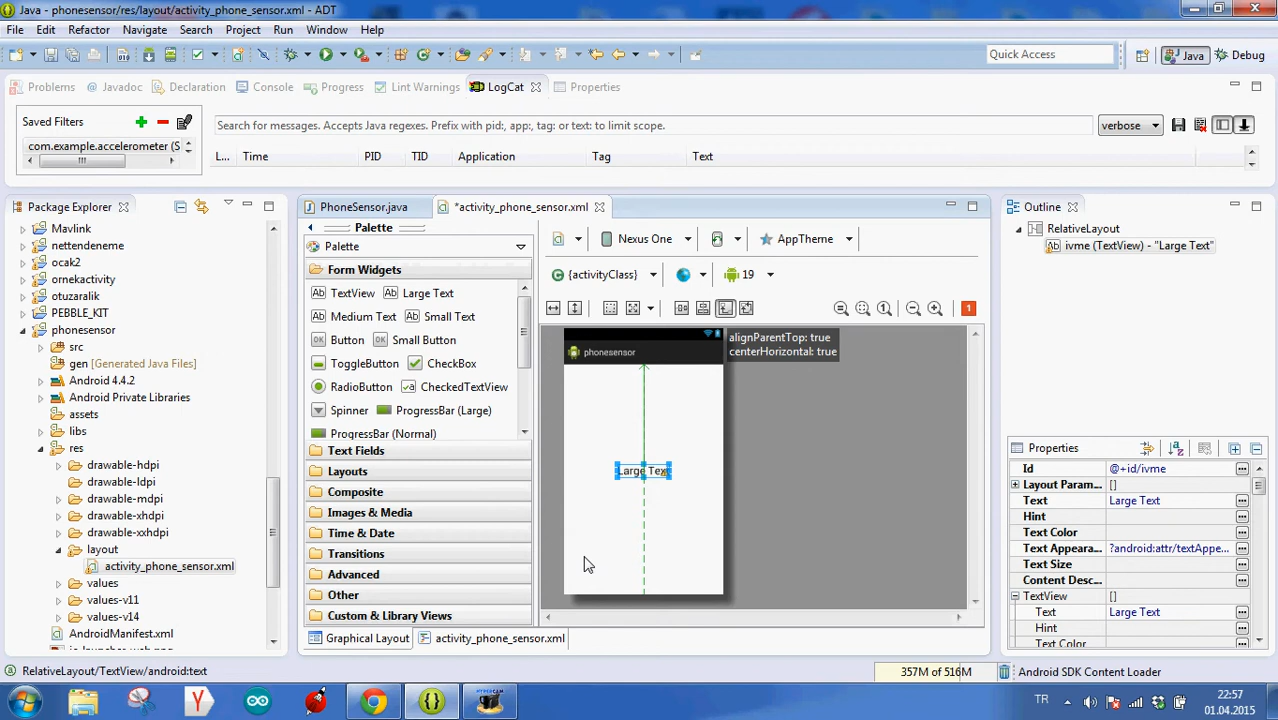 Java - phonesensor/res/layout/activity_phone_sensor.xml - ADT
File Edit Refactor Navigate Search Project Run Window Help
Quick Access
Java
Debug
Problems
Javadoc
Declaration
Console
Progress
Lint Warnings
LogCat
Properties
Saved Filters
Search for messages. Accepts Java regexes. Prefix with pid:, app:, tag: or text: to limit scope.
verbose
com.example.accelerometer (S
L... Time PID TID Application Tag Text
Package Explorer
Mavlink
nettendeneme
ocak2
ornekactivity
otuzaralik
PEBBLE_KIT
phonesensor
src
gen [Generated Java Files]
Android 4.4.2
Android Private Libraries
assets
libs
res
drawable-hdpi
drawable-ldpi
drawable-mdpi
drawable-xhdpi
drawable-xxhdpi
layout
activity_phone_sensor.xml
values
values-v11
values-v14
AndroidManifest.xml
PhoneSensor.java
*activity_phone_sensor.xml
Palette
Palette
Form Widgets
Ab TextView Ab Large Text
Ab Medium Text Ab Small Text
OK Button OK Small Button
ToggleButton CheckBox
RadioButton CheckedTextView
Spinner ProgressBar (Large)
ProgressBar (Normal)
Text Fields
Layouts
Composite
Images & Media
Time & Date
Transitions
Advanced
Other
Custom & Library Views
Nexus One
AppTheme
{activityClass}
19
1
phonesensor
alignParentTop: true
centerHorizontal: true
Large Text
Graphical Layout
activity_phone_sensor.xml
Outline
RelativeLayout
Ab ivme (TextView) - "Large Text"
Properties
Id @+id/ivme
Layout Param... []
Text Large Text
Hint
Text Color
Text Appeara... ?android:attr/textAppe...
Text Size
Content Desc...
TextView []
Text Large Text
Hint
Text Color
RelativeLayout/TextView/android:text
357M of 516M
Android SDK Content Loader
TR
22:57
01.04.2015